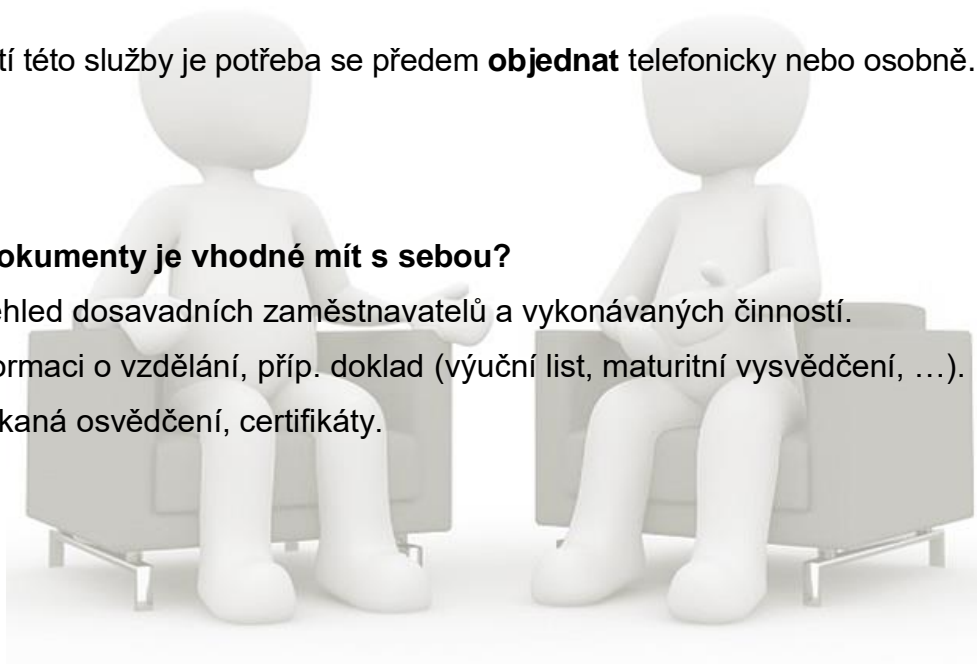 tí této služby je potřeba se předem objednat telefonicky nebo osobně.
okumenty je vhodné mít s sebou?
ehled dosavadních zaměstnavatelů a vykonávaných činností.
ormaci o vzdělání, příp. doklad (výuční list, maturitní vysvědčení, …).
kaná osvědčení, certifikáty.